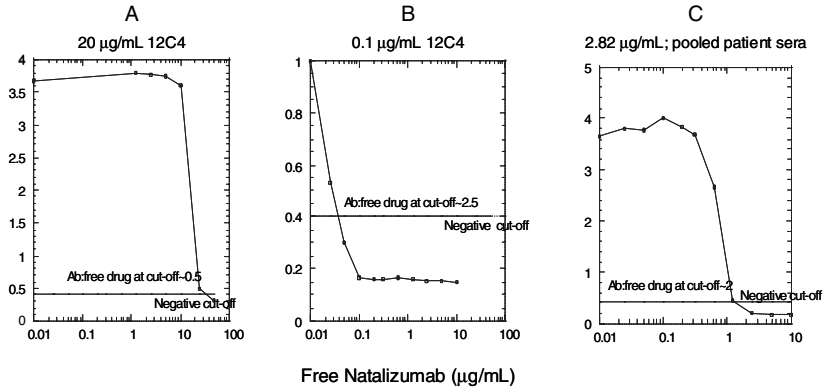 A
B
C
20 µg/mL 12C4
0.1 µg/mL 12C4
2.82 µg/mL; pooled patient sera
4
3.5
3
2.5
2
1.5
1
0.5
0
Ab:free drug at cut-off~0.5
Negative cut-off
0.01 0.1 1 10 100
1
0.8
0.6
0.4
0.2
0
Ab:free drug at cut-off~2.5
Negative cut-off
0.01 0.1 1 10 100
5
4
3
2
1
0
Ab:free drug at cut-off~2
Negative cut-off
0.01 0.1 1 10
Free Natalizumab (µg/mL)